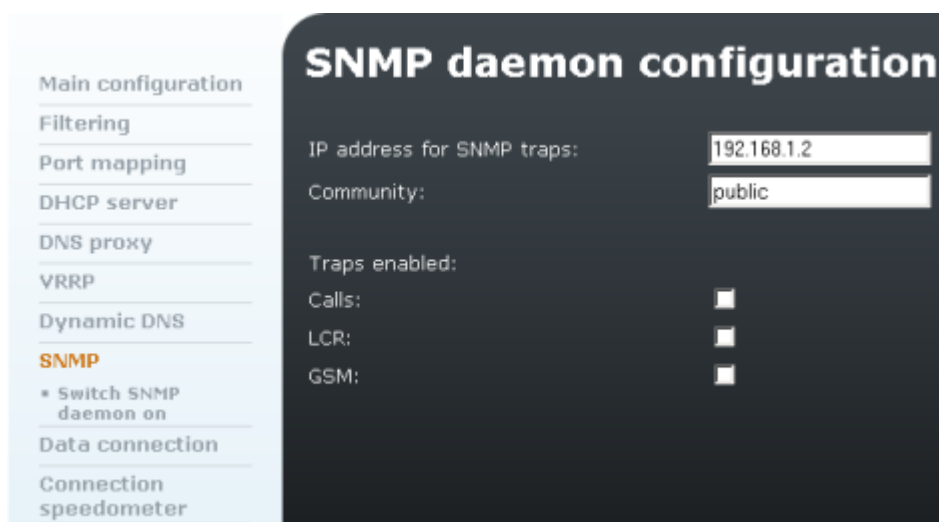 Main configuration
Filtering
Port mapping
DHCP server
DNS proxy
VRRP
Dynamic DNS
SNMP
▪ Switch SNMP
daemon on
Data connection
Connection
speedometer
SNMP daemon configuration
IP address for SNMP traps: 192.168.1.2
Community: public
Traps enabled:
Calls:
LCR:
GSM: